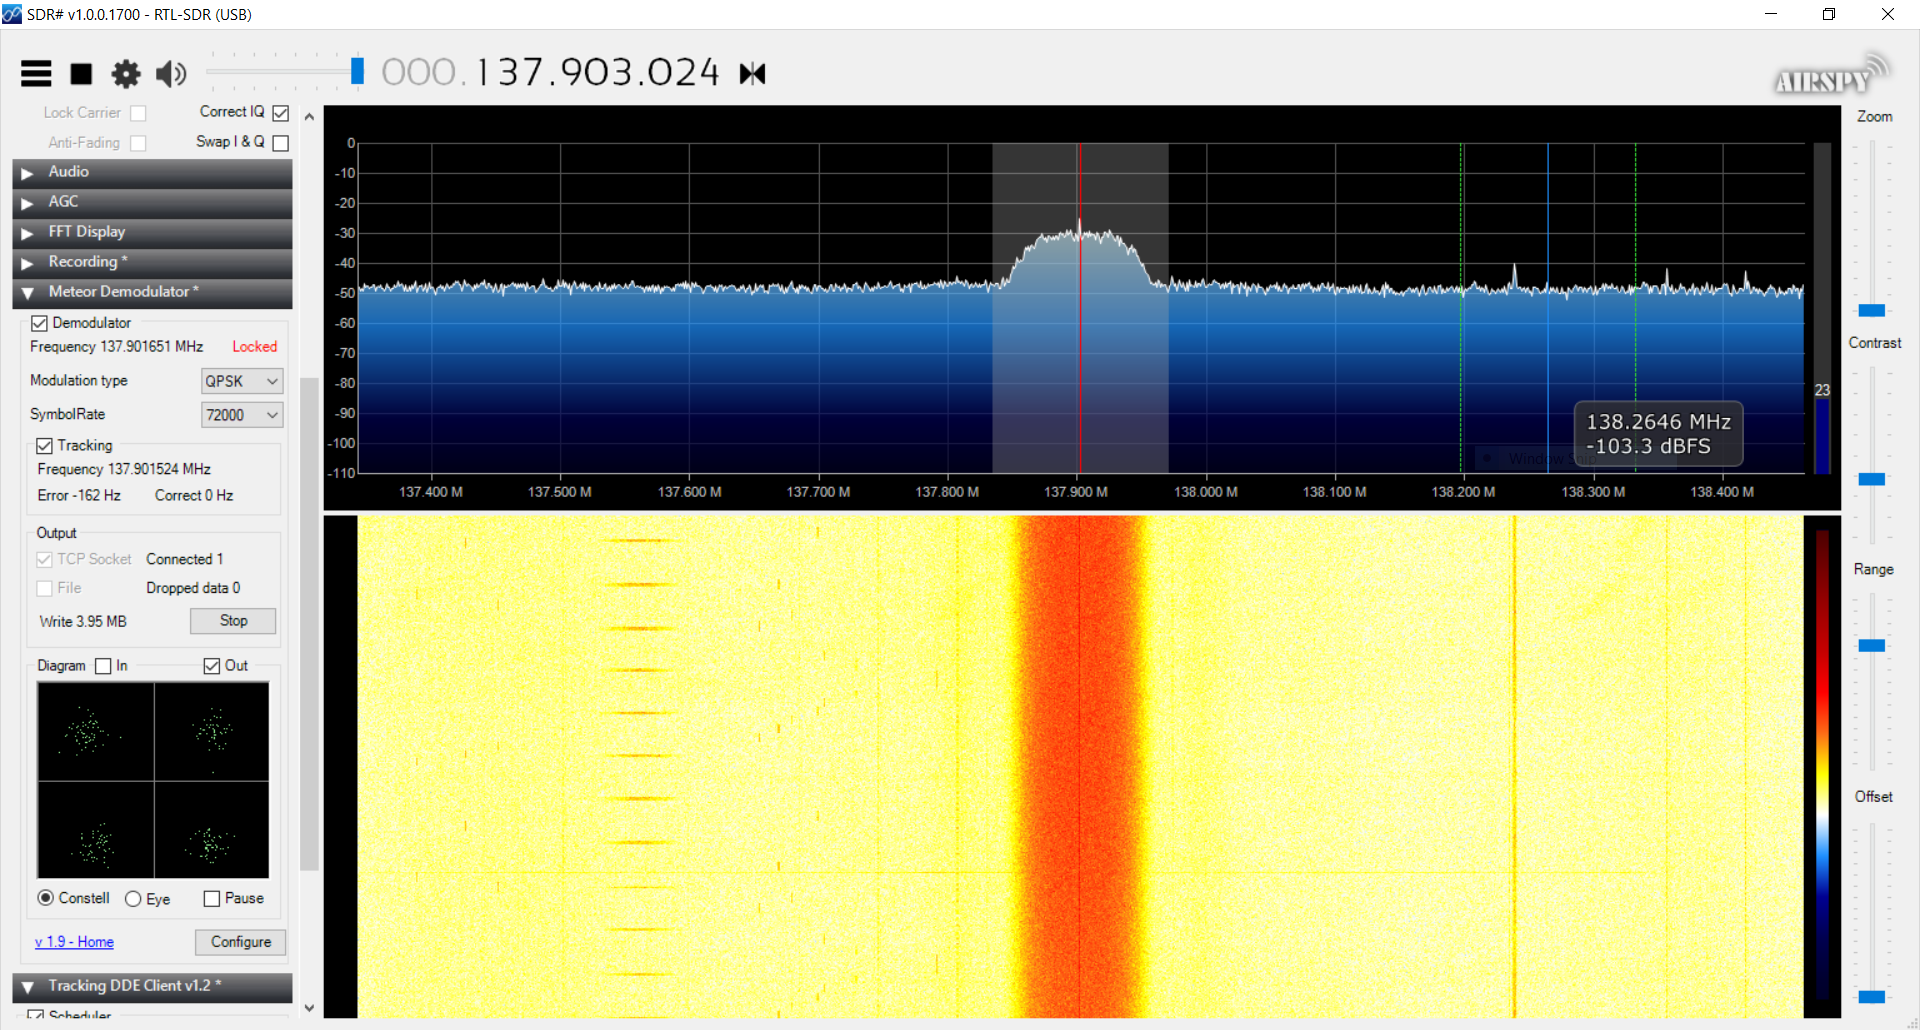 SDR# v1.0.0.1700 - RTL-SDR (USB)
000.137.903.024
AIRSPY
Lock Carrier
Correct IQ
Anti-Fading
Swap I & Q
Audio
AGC
FFT Display
Recording *
Meteor Demodulator *
Demodulator
Frequency 137.901651 MHz Locked
Modulation type QPSK
SymbolRate 72000
Tracking
Frequency 137.901524 MHz
Error -162 Hz Correct 0 Hz
Output
TCP Socket Connected 1
File Dropped data 0
Write 3.95 MB Stop
Diagram In Out
Constell Eye Pause
v 1.9 - Home Configure
Tracking DDE Client v1.2 *
Scheduler
0
-10
-20
-30
-40
-50
-60
-70
-80
-90
-100
-110
137.400 M 137.500 M 137.600 M 137.700 M 137.800 M 137.900 M 138.000 M 138.100 M 138.200 M 138.300 M 138.400 M
138.2646 MHz
-103.3 dBFS
Window Snip
23
Zoom
Contrast
Range
Offset